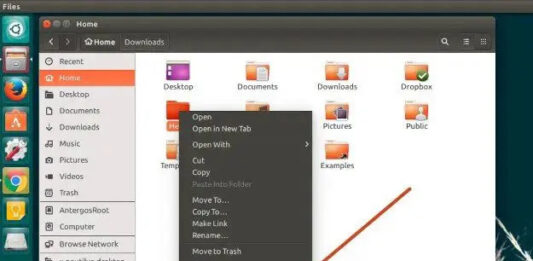 Files
Home
Home
Downloads
Recent
Home
Desktop
Documents
Downloads
Music
Pictures
Videos
Trash
AntergosRoot
Computer
Browse Network
Desktop
Documents
Downloads
Dropbox
Pictures
Public
Examples
Open
Open in New Tab
Open With
Cut
Copy
Paste Into Folder
Move To...
Copy To...
Make Link
Rename...
Move to Trash